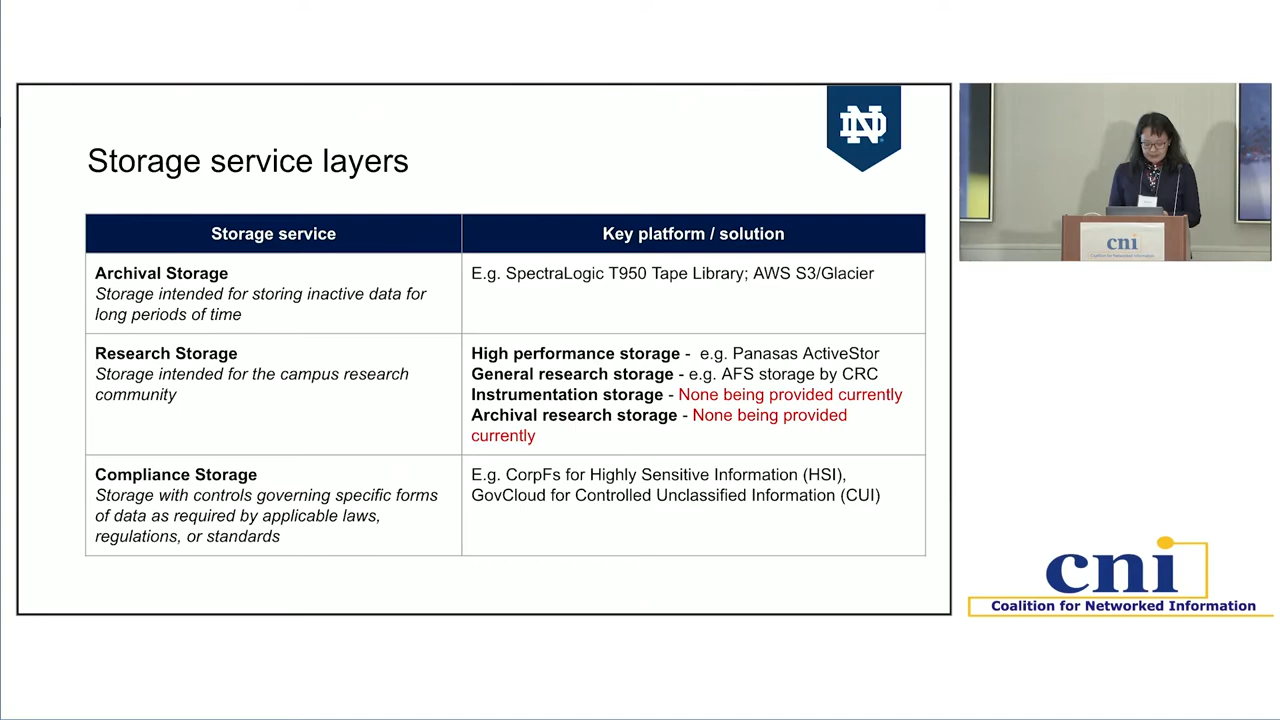 ND
Storage service layers
Storage service
Key platform / solution
Archival Storage
Storage intended for storing inactive data for
long periods of time
E.g. SpectraLogic T950 Tape Library; AWS S3/Glacier
Research Storage
Storage intended for the campus research
community
High performance storage - e.g. Panasas ActiveStor
General research storage - e.g. AFS storage by CRC
Instrumentation storage - None being provided currently
Archival research storage - None being provided
currently
Compliance Storage
Storage with controls governing specific forms
of data as required by applicable laws,
regulations, or standards
E.g. CorpFs for Highly Sensitive Information (HSI),
GovCloud for Controlled Unclassified Information (CUI)
cni
Coalition for Networked Information
cni
Coalition for Networked Information